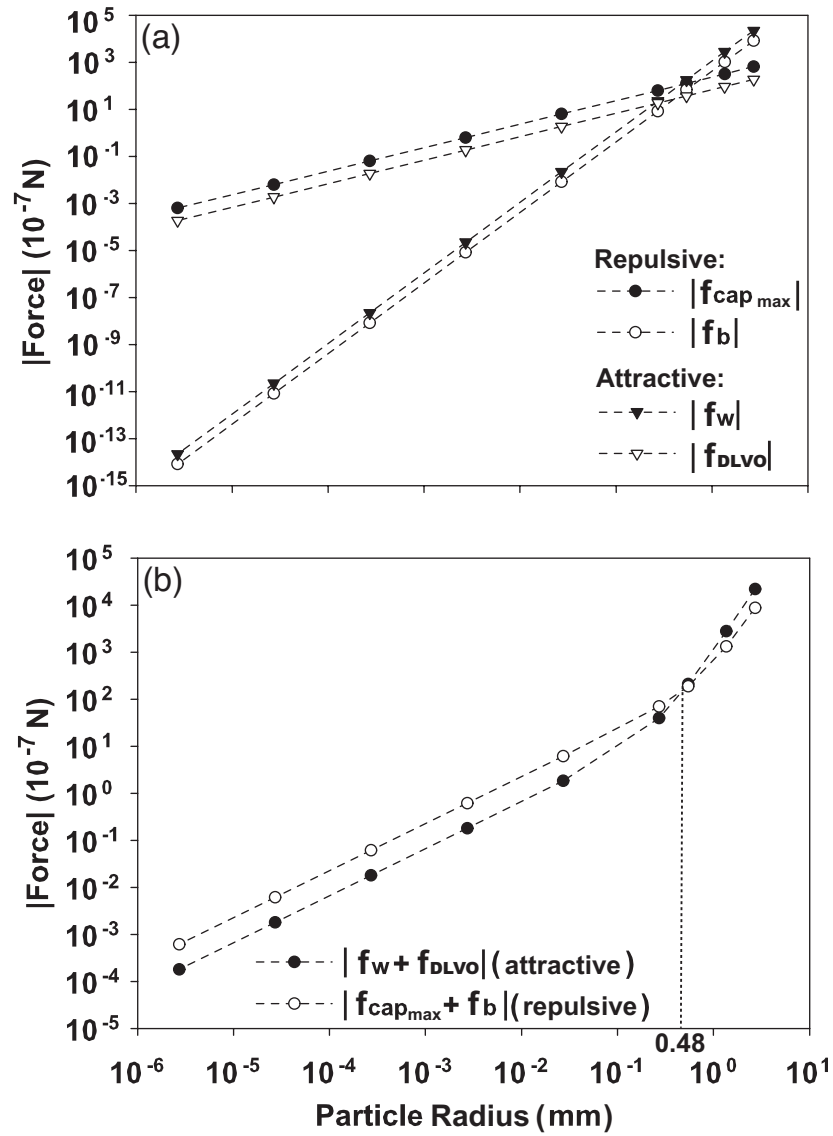 (a)
10^5
10^3
10^1
10^-1
10^-3
10^-5
10^-7
10^-9
10^-11
10^-13
10^-15
|Force| (10^-7 N)
Repulsive:
|fcap max|
|fb|
Attractive:
|fW|
|fDLVO|
(b)
10^5
10^4
10^3
10^2
10^1
10^0
10^-1
10^-2
10^-3
10^-4
10^-5
|Force| (10^-7 N)
|fW + fDLVO| (attractive)
|fcapmax + fb| (repulsive)
0.48
10^-6 10^-5 10^-4 10^-3 10^-2 10^-1 10^0 10^1
Particle Radius (mm)